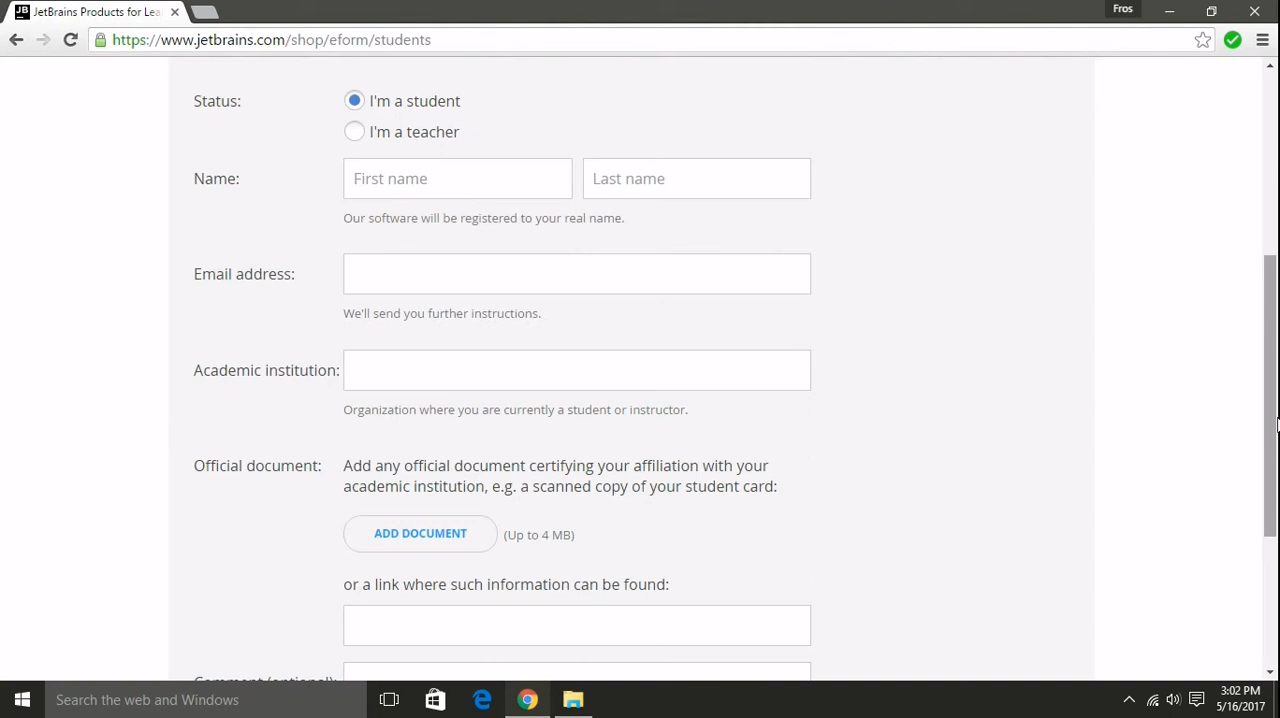 JetBrains Products for Lea
Fros
https://www.jetbrains.com/shop/eform/students
Status:
I'm a student
I'm a teacher
Name:
First name
Last name
Our software will be registered to your real name.
Email address:
We'll send you further instructions.
Academic institution:
Organization where you are currently a student or instructor.
Official document:
Add any official document certifying your affiliation with your
academic institution, e.g. a scanned copy of your student card:
ADD DOCUMENT
(Up to 4 MB)
or a link where such information can be found:
Comment (optional):
Search the web and Windows
3:02 PM
5/16/2017